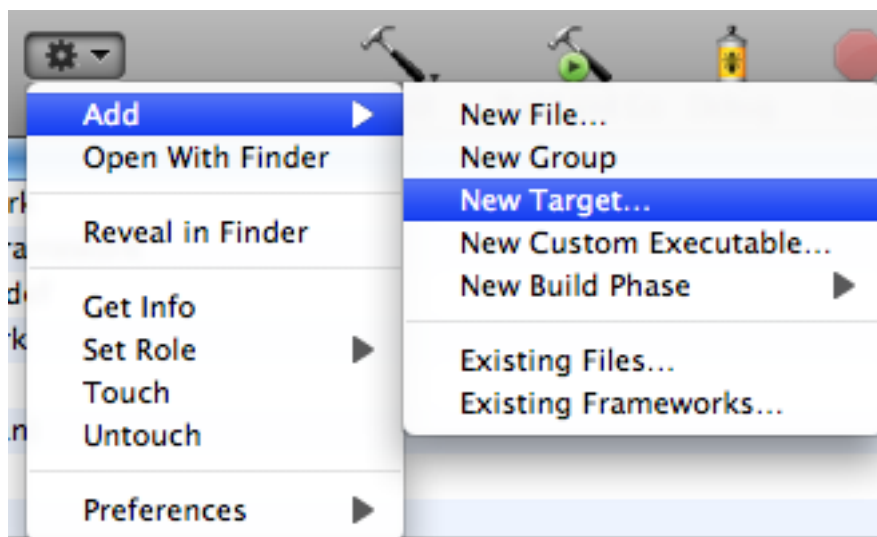 Add
Open With Finder
Reveal in Finder
Get Info
Set Role
Touch
Untouch
Preferences
New File...
New Group
New Target...
New Custom Executable...
New Build Phase
Existing Files...
Existing Frameworks...